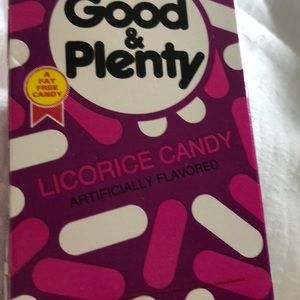 Good
&
Plenty
A
FAT
FREE
CANDY
LICORICE CANDY
ARTIFICIALLY FLAVORED